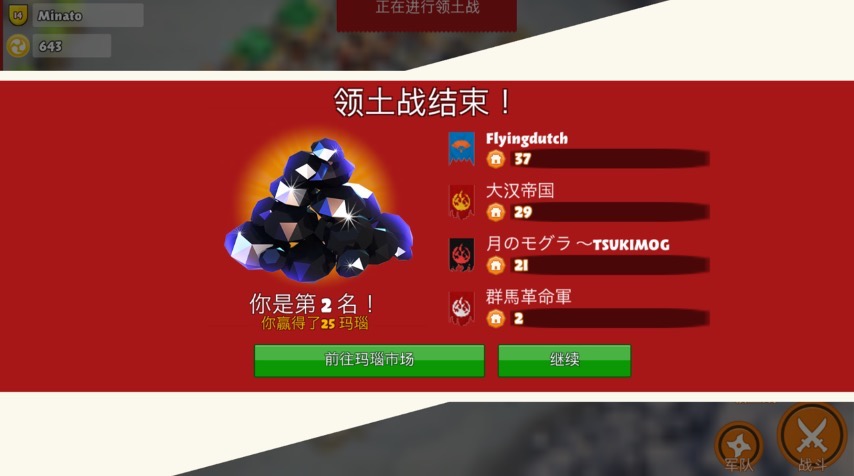 14
Minato
643
正在进行领土战
领土战结束！
Flyingdutch
37
大汉帝国
29
月のモグラ ～TSUKIMOG
21
群馬革命軍
2
你是第 2 名！
你赢得了25 玛瑙
前往玛瑙市场
继续
军队
战斗